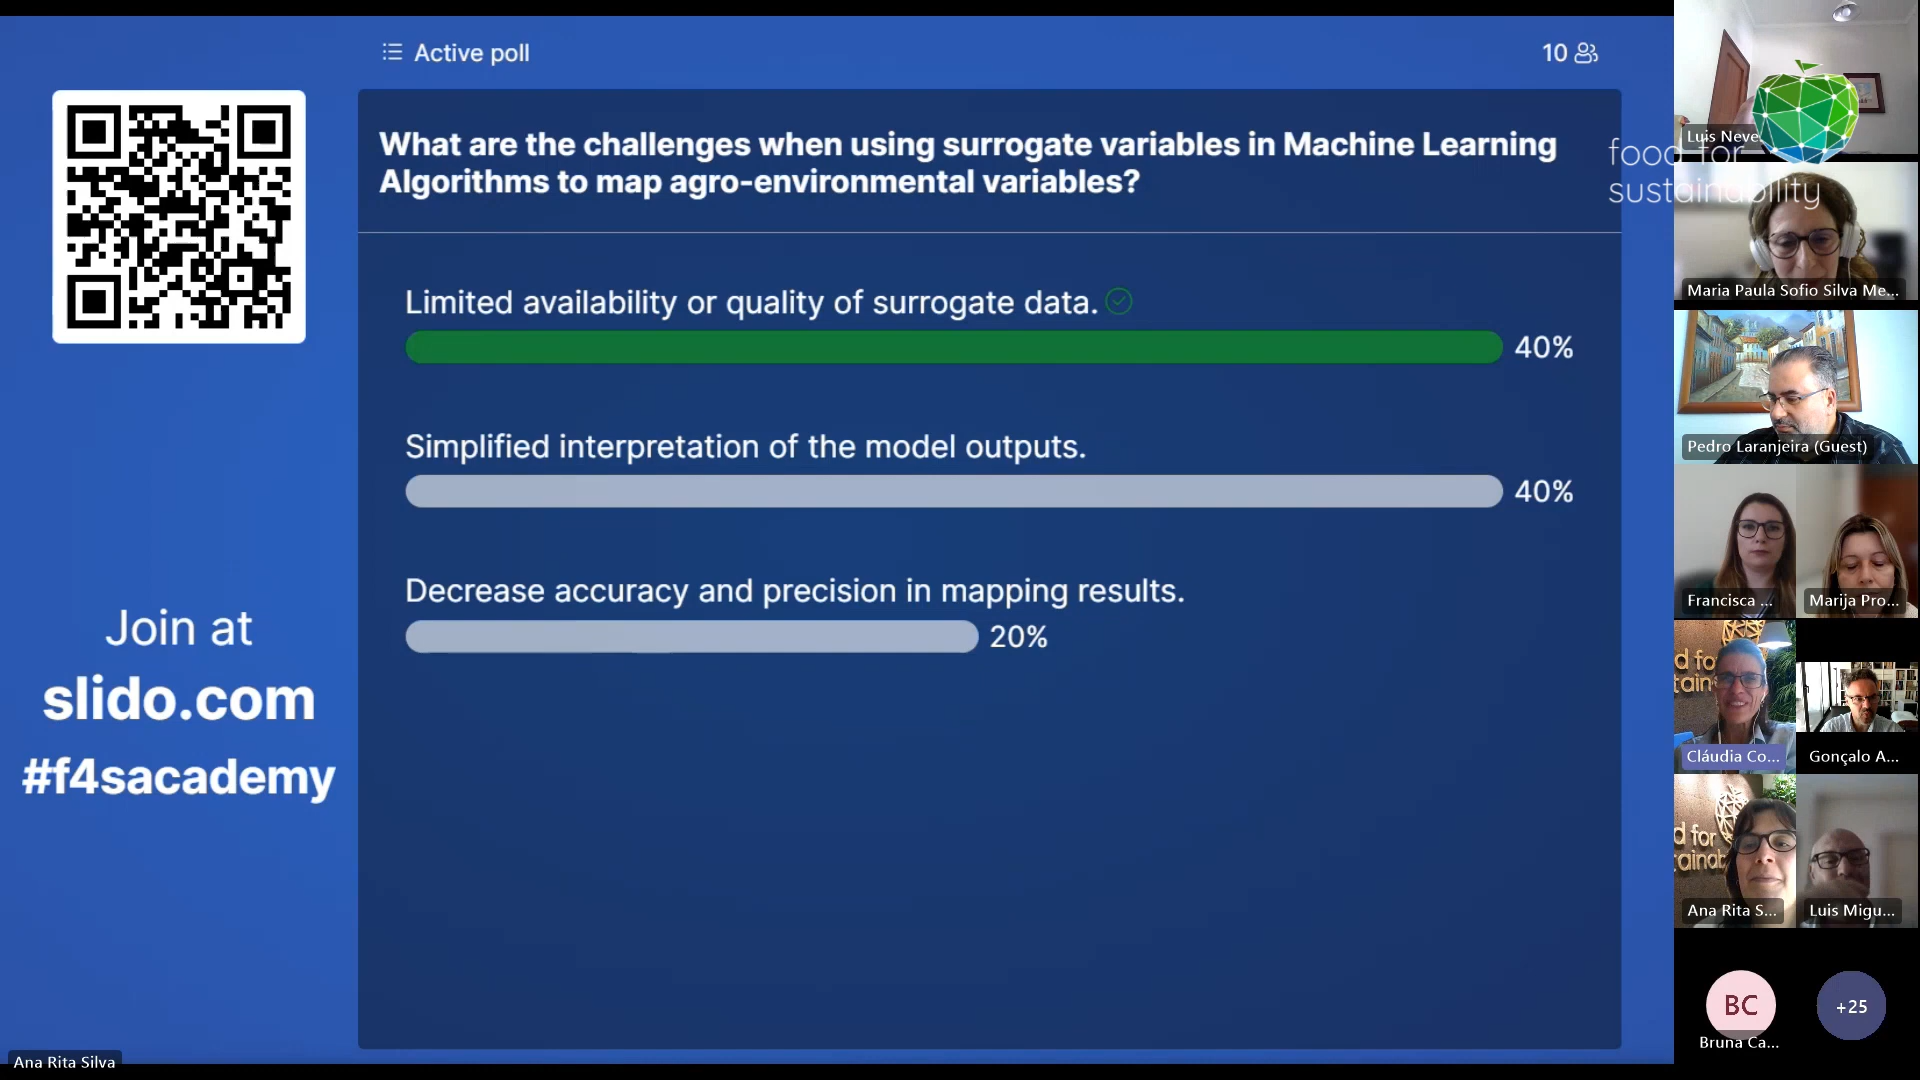 Active poll
10
What are the challenges when using surrogate variables in Machine Learning
Algorithms to map agro-environmental variables?
Limited availability or quality of surrogate data.
40%
Simplified interpretation of the model outputs.
40%
Decrease accuracy and precision in mapping results.
20%
Join at
slido.com
#f4sacademy
Ana Rita Silva
Luis Neve
food for
sustainability
Maria Paula Sofio Silva Me...
Pedro Laranjeira (Guest)
Francisca ...
Marija Pro...
d for
tain
Cláudia Co...
Gonçalo A...
d for
tainab
Ana Rita S...
Luis Migu...
BC
Bruna Ca...
+25